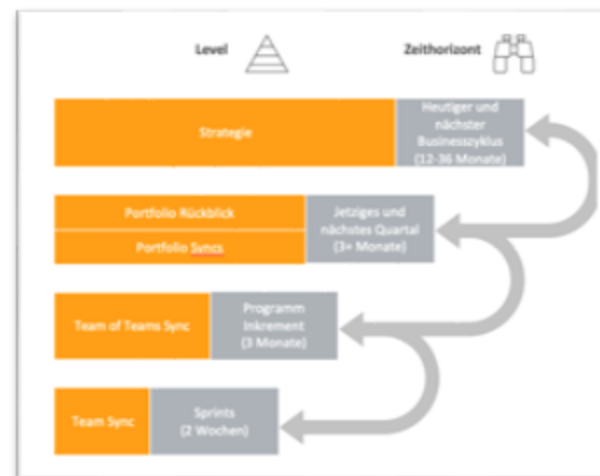 Level
Zeithorizont
Strategie
Heutiger und
nächster
Businesszyklus
(12-36 Monate)
Portfolio Rückblick
Portfolio Syncs
Jetziges und
nächstes Quartal
(3+ Monate)
Team of Teams Sync
Programm
Inkrement
(3 Monate)
Team Sync
Sprints
(2 Wochen)